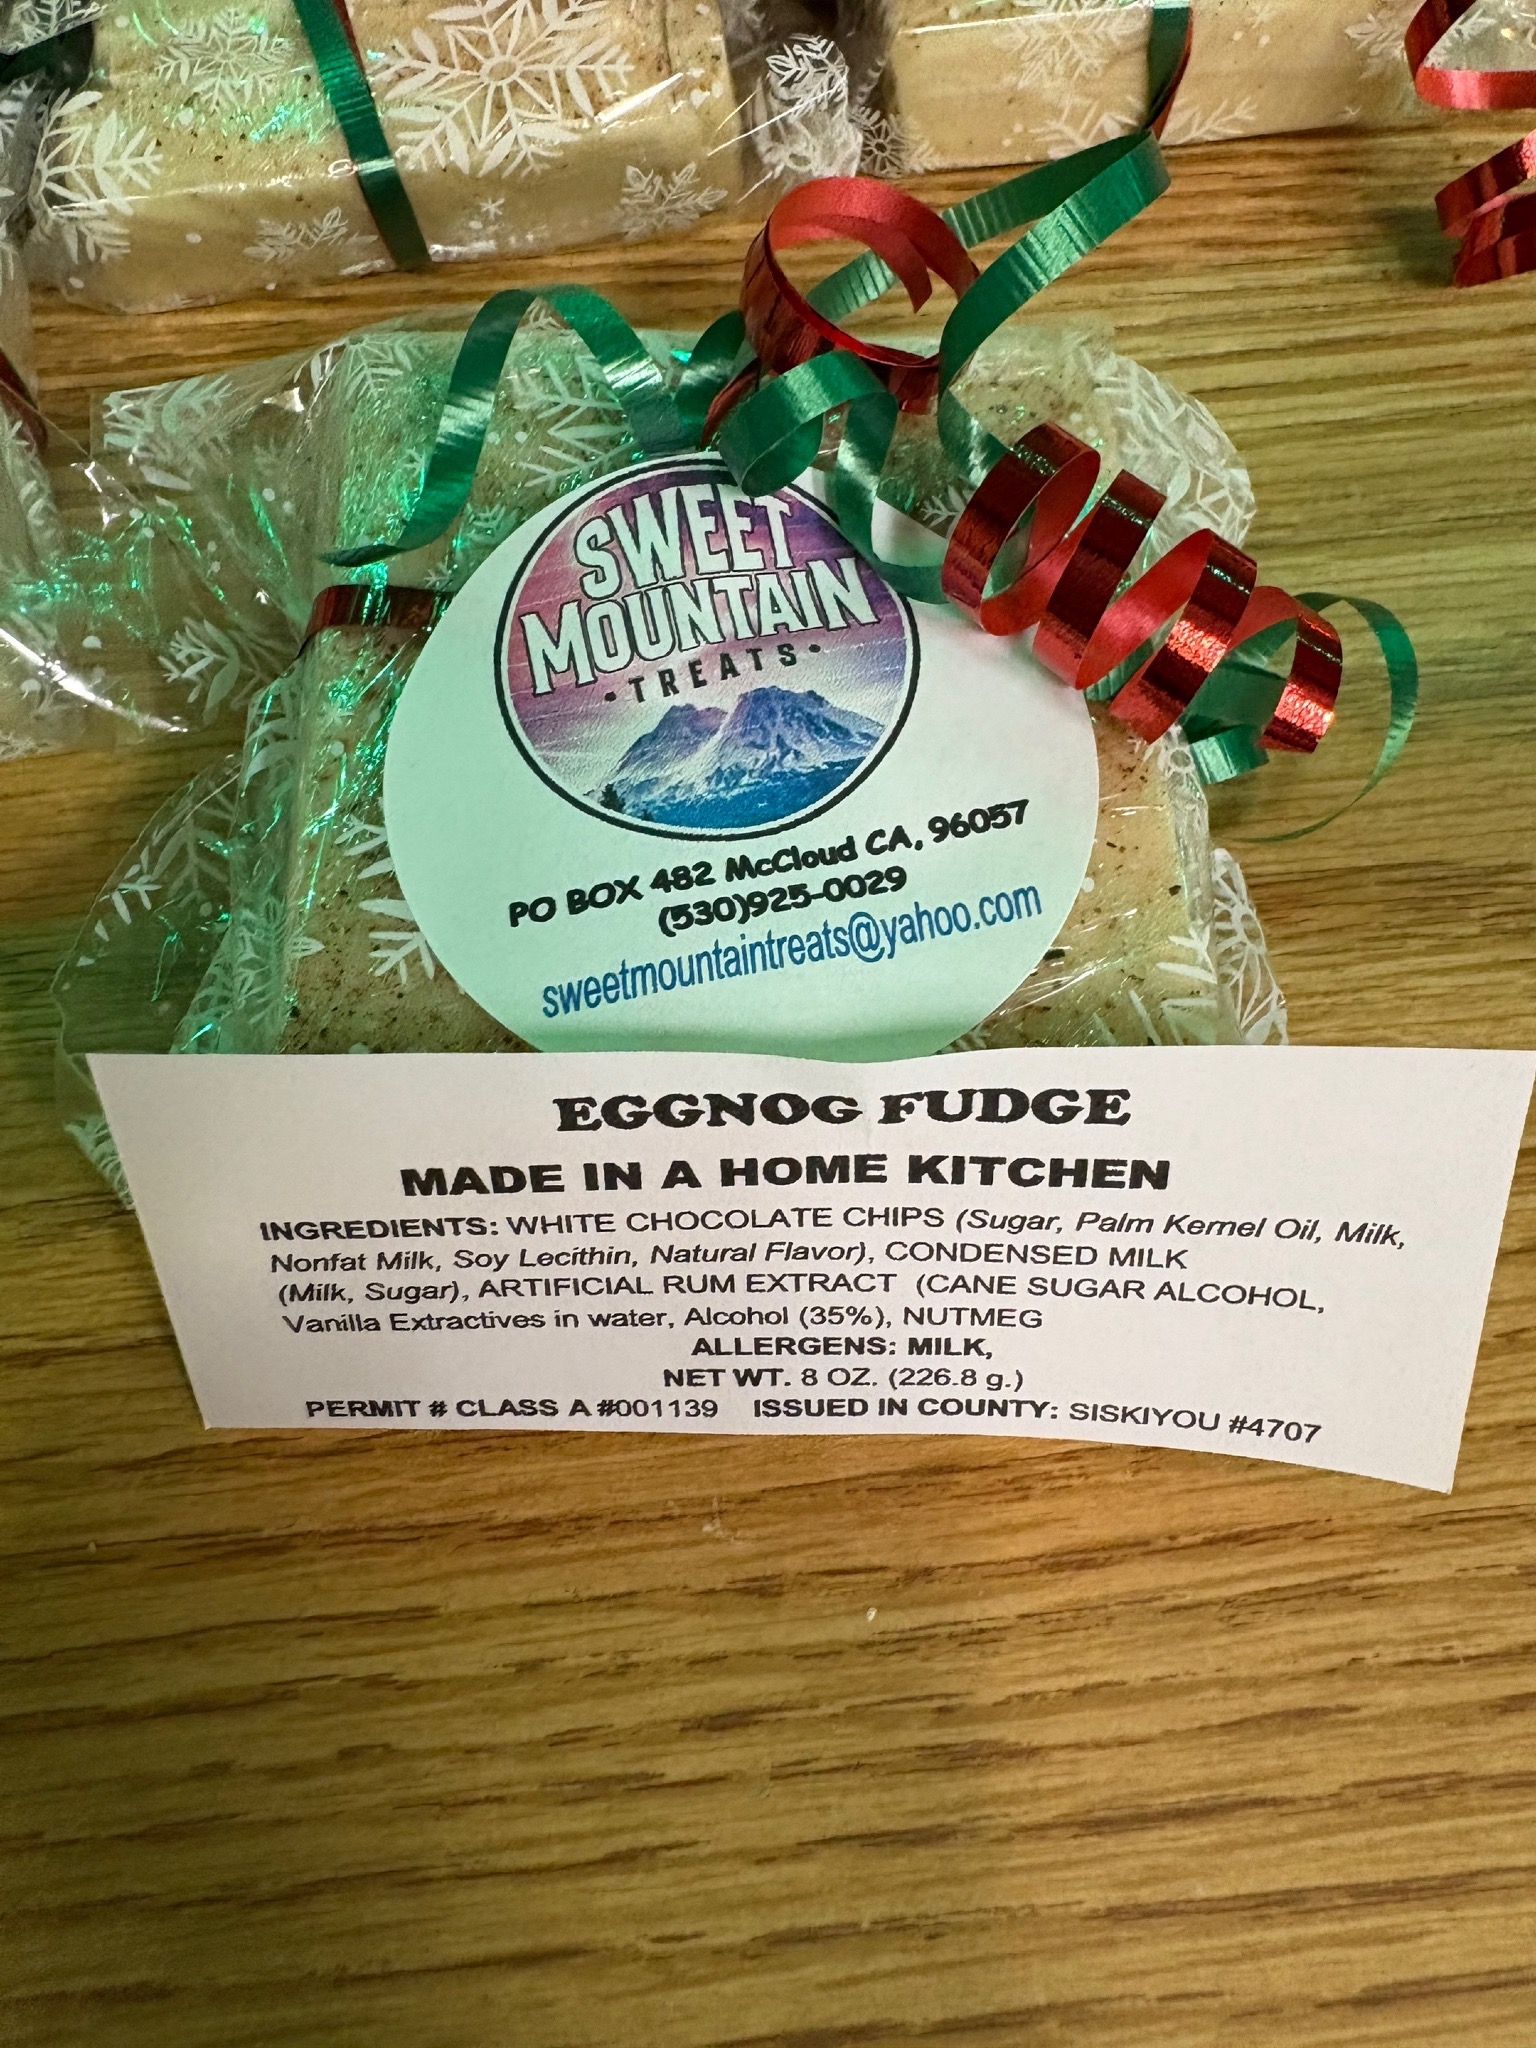 SWEET
MOUNTAIN
• TREATS •
PO BOX 482 McCloud CA, 96057
(530)925-0029
sweetmountaintreats@yahoo.com
EGGNOG FUDGE
MADE IN A HOME KITCHEN
INGREDIENTS: WHITE CHOCOLATE CHIPS (Sugar, Palm Kernel Oil, Milk,
Nonfat Milk, Soy Lecithin, Natural Flavor), CONDENSED MILK
(Milk, Sugar), ARTIFICIAL RUM EXTRACT (CANE SUGAR ALCOHOL,
Vanilla Extractives in water, Alcohol (35%), NUTMEG
ALLERGENS: MILK,
NET WT. 8 OZ. (226.8 g.)
PERMIT # CLASS A #001139 ISSUED IN COUNTY: SISKIYOU #4707